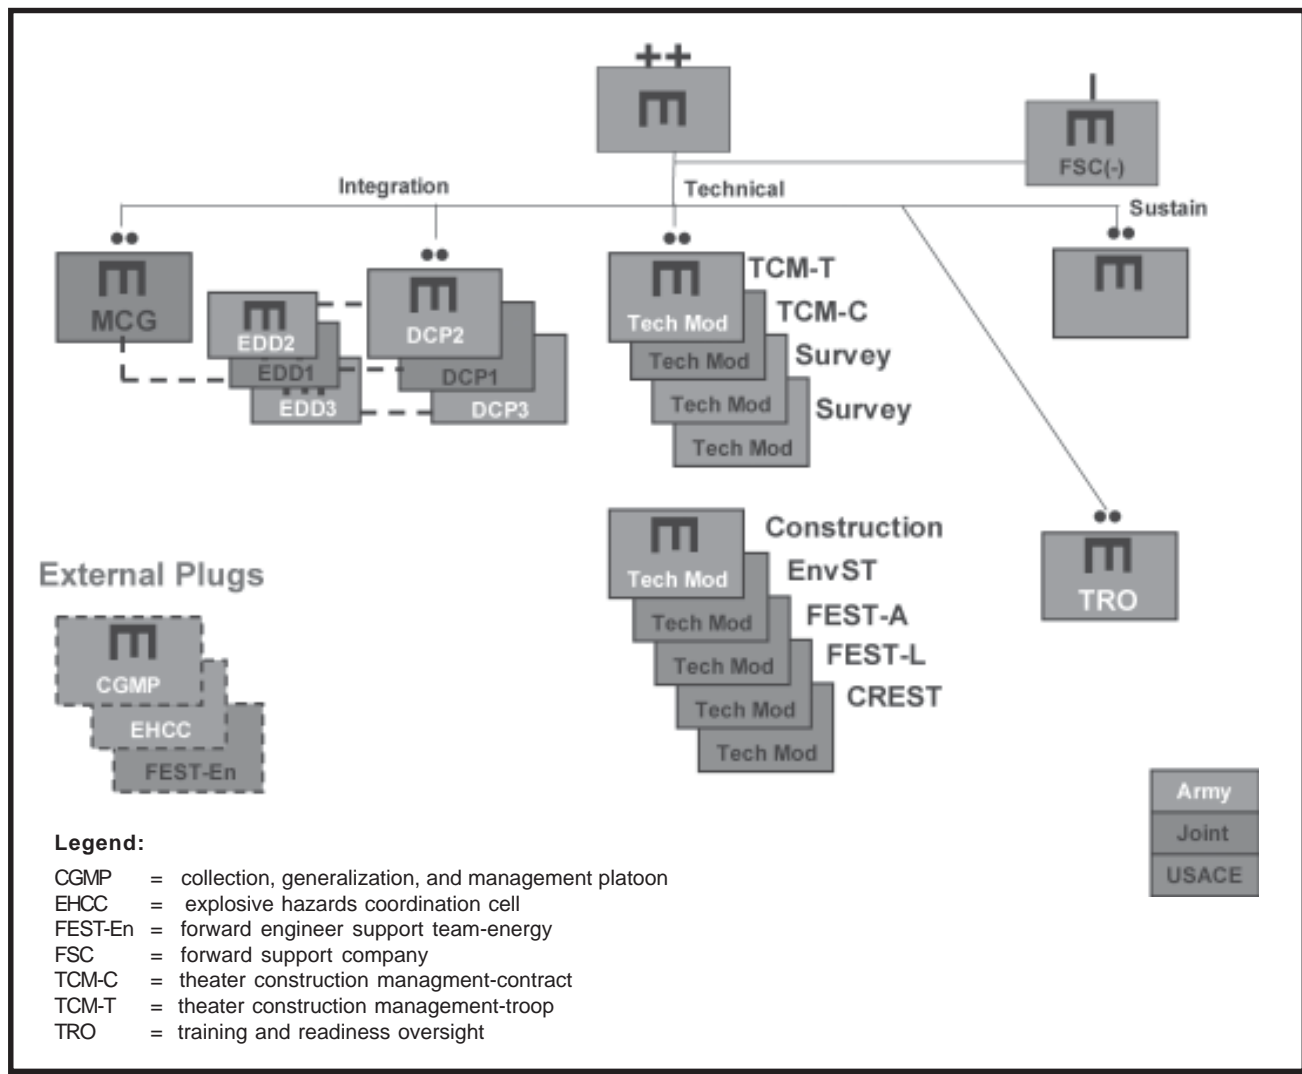 FSC(-)
Integration
Technical
Sustain
MCG
EDD2
EDD1
EDD3
DCP2
DCP1
DCP3
Tech Mod
TCM-T
Tech Mod
TCM-C
Tech Mod
Survey
Tech Mod
Survey
Tech Mod
Construction
Tech Mod
EnvST
Tech Mod
FEST-A
Tech Mod
FEST-L
Tech Mod
CREST
TRO
External Plugs
CGMP
EHCC
FEST-En
Army
Joint
USACE
Legend:
CGMP = collection, generalization, and management platoon
EHCC = explosive hazards coordination cell
FEST-En = forward engineer support team-energy
FSC = forward support company
TCM-C = theater construction managment-contract
TCM-T = theater construction management-troop
TRO = training and readiness oversight